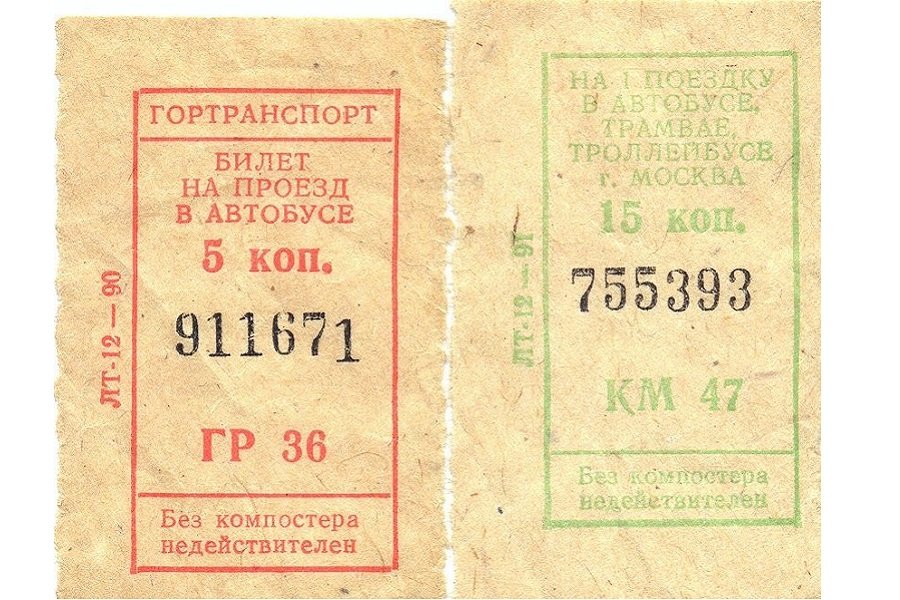 ГОРТРАНСПОРТ
БИЛЕТ
НА ПРОЕЗД
В АВТОБУСЕ
5 коп.
911671
ГР 36
Без компостера
недействителен
ЛТ-12—90
НА 1 ПОЕЗДКУ
В АВТОБУСЕ,
ТРАМВАЕ,
ТРОЛЛЕЙБУСЕ
г. МОСКВА
15 коп.
755393
КМ 47
Без компостера
недействителен
ЛТ-12—91